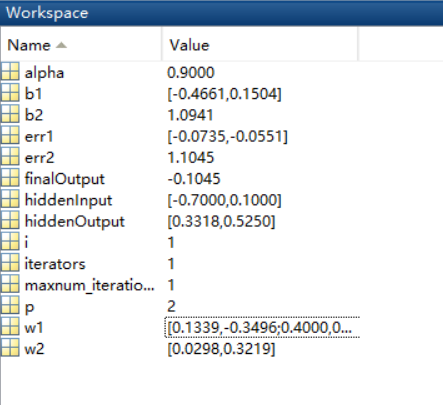 Workspace
Name Value
alpha 0.9000
b1 [-0.4661,0.1504]
b2 1.0941
err1 [-0.0735,-0.0551]
err2 1.1045
finalOutput -0.1045
hiddenInput [-0.7000,0.1000]
hiddenOutput [0.3318,0.5250]
i 1
iterators 1
maxnum_iteratio... 1
p 2
w1 [0.1339,-0.3496;0.4000,0...
w2 [0.0298,0.3219]